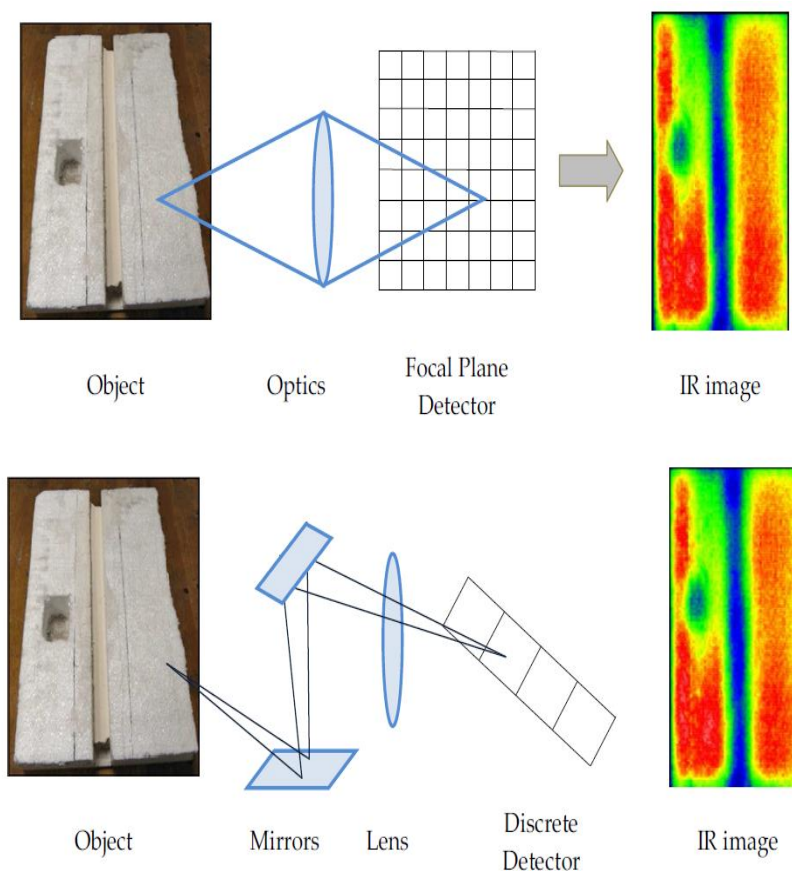 Object
Optics
Focal Plane
Detector
IR image
Object
Mirrors
Lens
Discrete
Detector
IR image